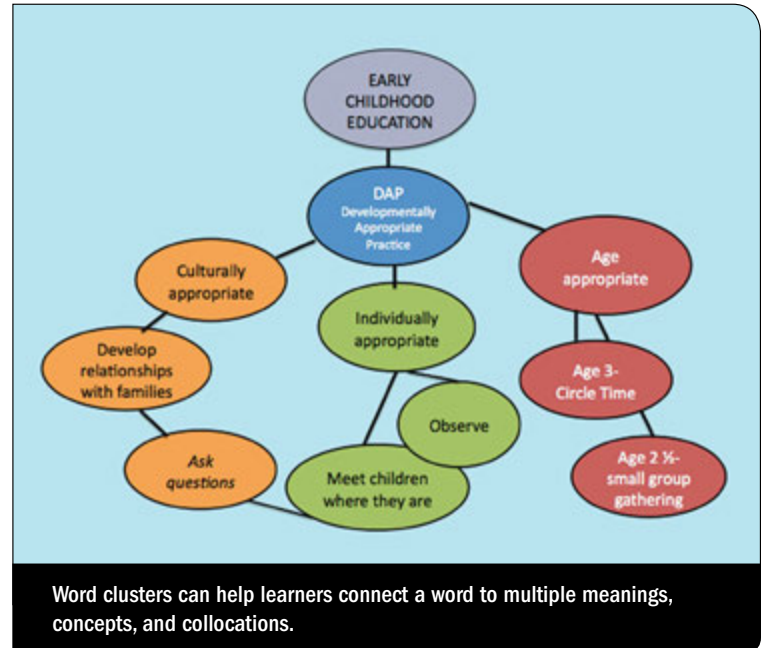 EARLY
CHILDHOOD
EDUCATION
DAP
Developmentally
Appropriate
Practice
Culturally
appropriate
Individually
appropriate
Age
appropriate
Develop
relationships
with families
Age 3-
Circle Time
Observe
Ask
questions
Meet children
where they are
Age 2 ½-
small group
gathering
Word clusters can help learners connect a word to multiple meanings,
concepts, and collocations.